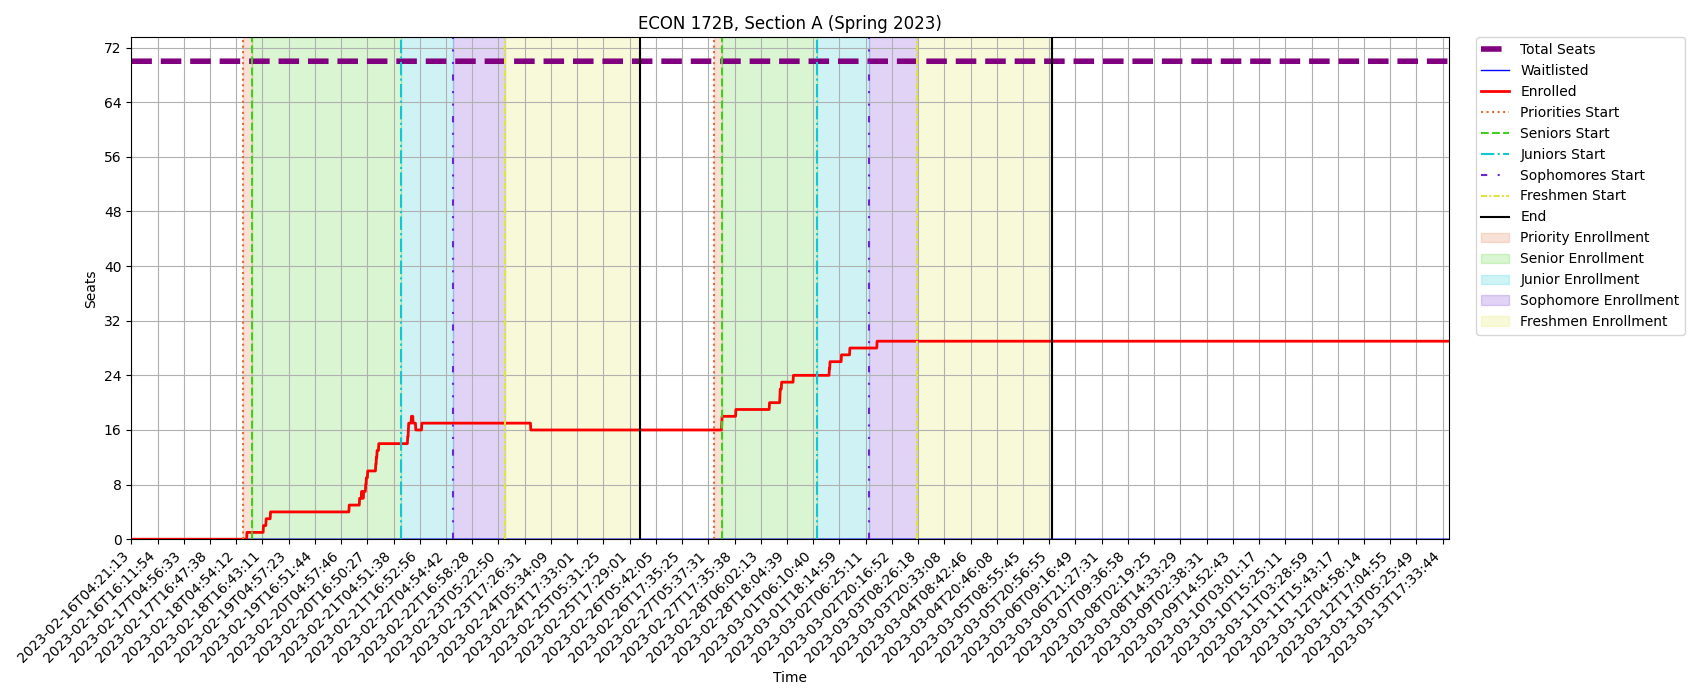 ECON 172B, Section A (Spring 2023)
Seats
72
64
56
48
40
32
24
16
8
0
2023-02-16T04:21:13
2023-02-16T16:11:54
2023-02-17T04:56:33
2023-02-17T16:47:38
2023-02-18T04:54:12
2023-02-18T16:43:11
2023-02-19T04:57:23
2023-02-19T16:51:44
2023-02-20T04:57:46
2023-02-20T16:50:27
2023-02-21T04:51:38
2023-02-21T16:52:56
2023-02-22T04:54:42
2023-02-22T16:58:28
2023-02-23T05:22:50
2023-02-23T17:26:31
2023-02-24T05:34:09
2023-02-24T17:33:01
2023-02-25T05:31:25
2023-02-25T17:29:01
2023-02-26T05:42:05
2023-02-26T17:35:25
2023-02-27T05:37:31
2023-02-27T17:35:38
2023-02-28T06:02:13
2023-02-28T18:04:39
2023-03-01T06:10:40
2023-03-01T18:14:59
2023-03-02T06:25:11
2023-03-02T20:16:52
2023-03-03T08:26:18
2023-03-03T20:33:08
2023-03-04T08:42:46
2023-03-04T20:46:08
2023-03-05T08:55:45
2023-03-05T20:56:55
2023-03-06T09:16:49
2023-03-06T21:27:31
2023-03-07T09:36:58
2023-03-08T02:19:25
2023-03-08T14:33:29
2023-03-09T02:38:31
2023-03-09T14:52:43
2023-03-10T03:01:17
2023-03-10T15:25:11
2023-03-11T03:28:59
2023-03-11T15:43:17
2023-03-12T04:58:14
2023-03-12T17:04:55
2023-03-13T05:25:49
2023-03-13T17:33:44
Time
Total Seats
Waitlisted
Enrolled
Priorities Start
Seniors Start
Juniors Start
Sophomores Start
Freshmen Start
End
Priority Enrollment
Senior Enrollment
Junior Enrollment
Sophomore Enrollment
Freshmen Enrollment